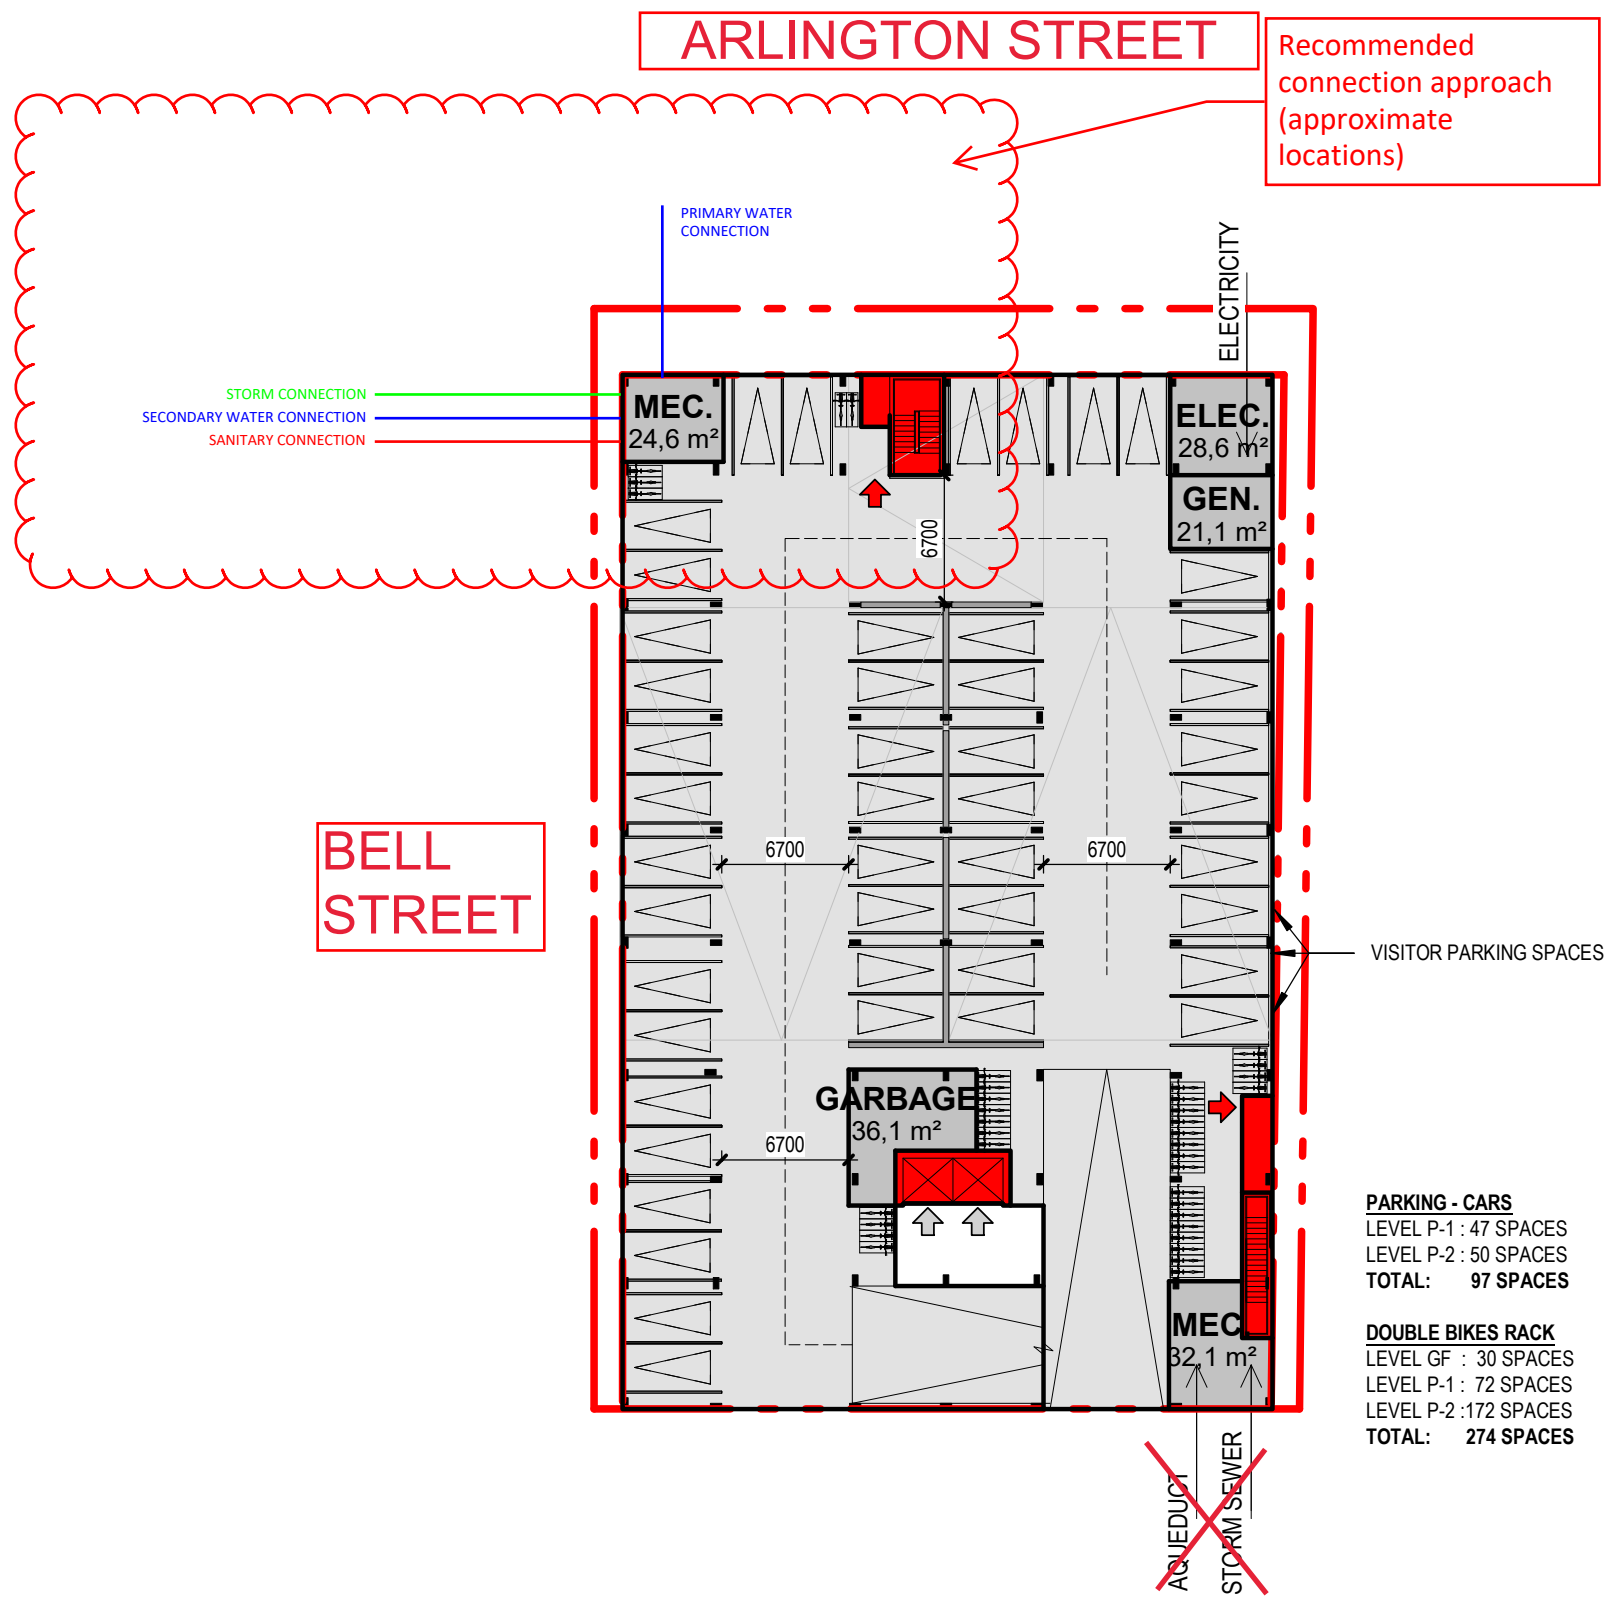 ARLINGTON STREET
Recommended
connection approach
(approximate
locations)
PRIMARY WATER
CONNECTION
ELECTRICITY
STORM CONNECTION
SECONDARY WATER CONNECTION
SANITARY CONNECTION
MEC.
24,6 m²
ELEC.
28,6 m²
GEN.
21,1 m²
6700
BELL
STREET
6700
6700
VISITOR PARKING SPACES
GARBAGE
36,1 m²
6700
MEC.
32,1 m²
PARKING - CARS
LEVEL P-1 : 47 SPACES
LEVEL P-2 : 50 SPACES
TOTAL: 97 SPACES
DOUBLE BIKES RACK
LEVEL GF : 30 SPACES
LEVEL P-1 : 72 SPACES
LEVEL P-2 :172 SPACES
TOTAL: 274 SPACES
AQUEDUCT
STORM SEWER